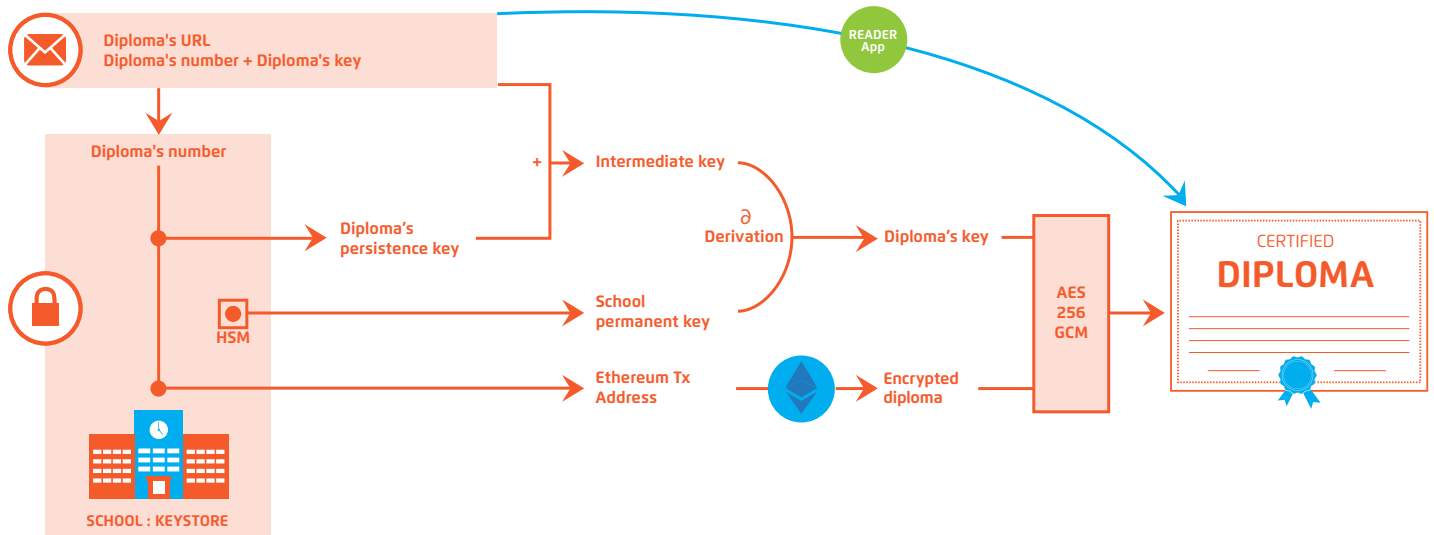 Diploma's URL
Diploma's number + Diploma's key
READER
App
Diploma's number
+
Intermediate key
Diploma’s
persistence key
∂
Derivation
Diploma’s key
HSM
School
permanent key
Ethereum Tx
Address
Encrypted
diploma
AES
256
GCM
CERTIFIED
DIPLOMA
SCHOOL : KEYSTORE